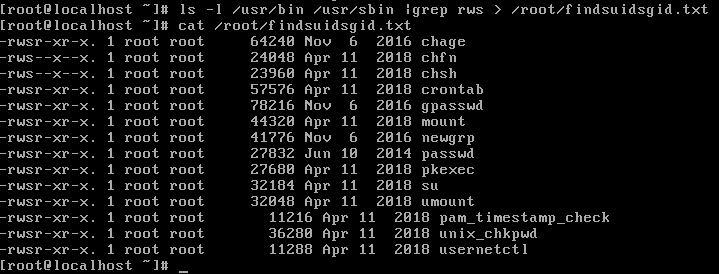 [root@localhost ~]# ls -l /usr/bin /usr/sbin |grep rws > /root/findsuidsgid.txt
[root@localhost ~]# cat /root/findsuidsgid.txt
-rwsr-xr-x. 1 root root     64240 Nov  6  2016 chage
-rws--x--x. 1 root root     24048 Apr 11  2018 chfn
-rws--x--x. 1 root root     23960 Apr 11  2018 chsh
-rwsr-xr-x. 1 root root     57576 Apr 11  2018 crontab
-rwsr-xr-x. 1 root root     78216 Nov  6  2016 gpasswd
-rwsr-xr-x. 1 root root     44320 Apr 11  2018 mount
-rwsr-xr-x. 1 root root     41776 Nov  6  2016 newgrp
-rwsr-xr-x. 1 root root     27832 Jun 10  2014 passwd
-rwsr-xr-x. 1 root root     27680 Apr 11  2018 pkexec
-rwsr-xr-x. 1 root root     32184 Apr 11  2018 su
-rwsr-xr-x. 1 root root     32048 Apr 11  2018 umount
-rwsr-xr-x. 1 root root       11216 Apr 11  2018 pam_timestamp_check
-rwsr-xr-x. 1 root root       36280 Apr 11  2018 unix_chkpwd
-rwsr-xr-x. 1 root root       11288 Apr 11  2018 usernetctl
[root@localhost ~]# _